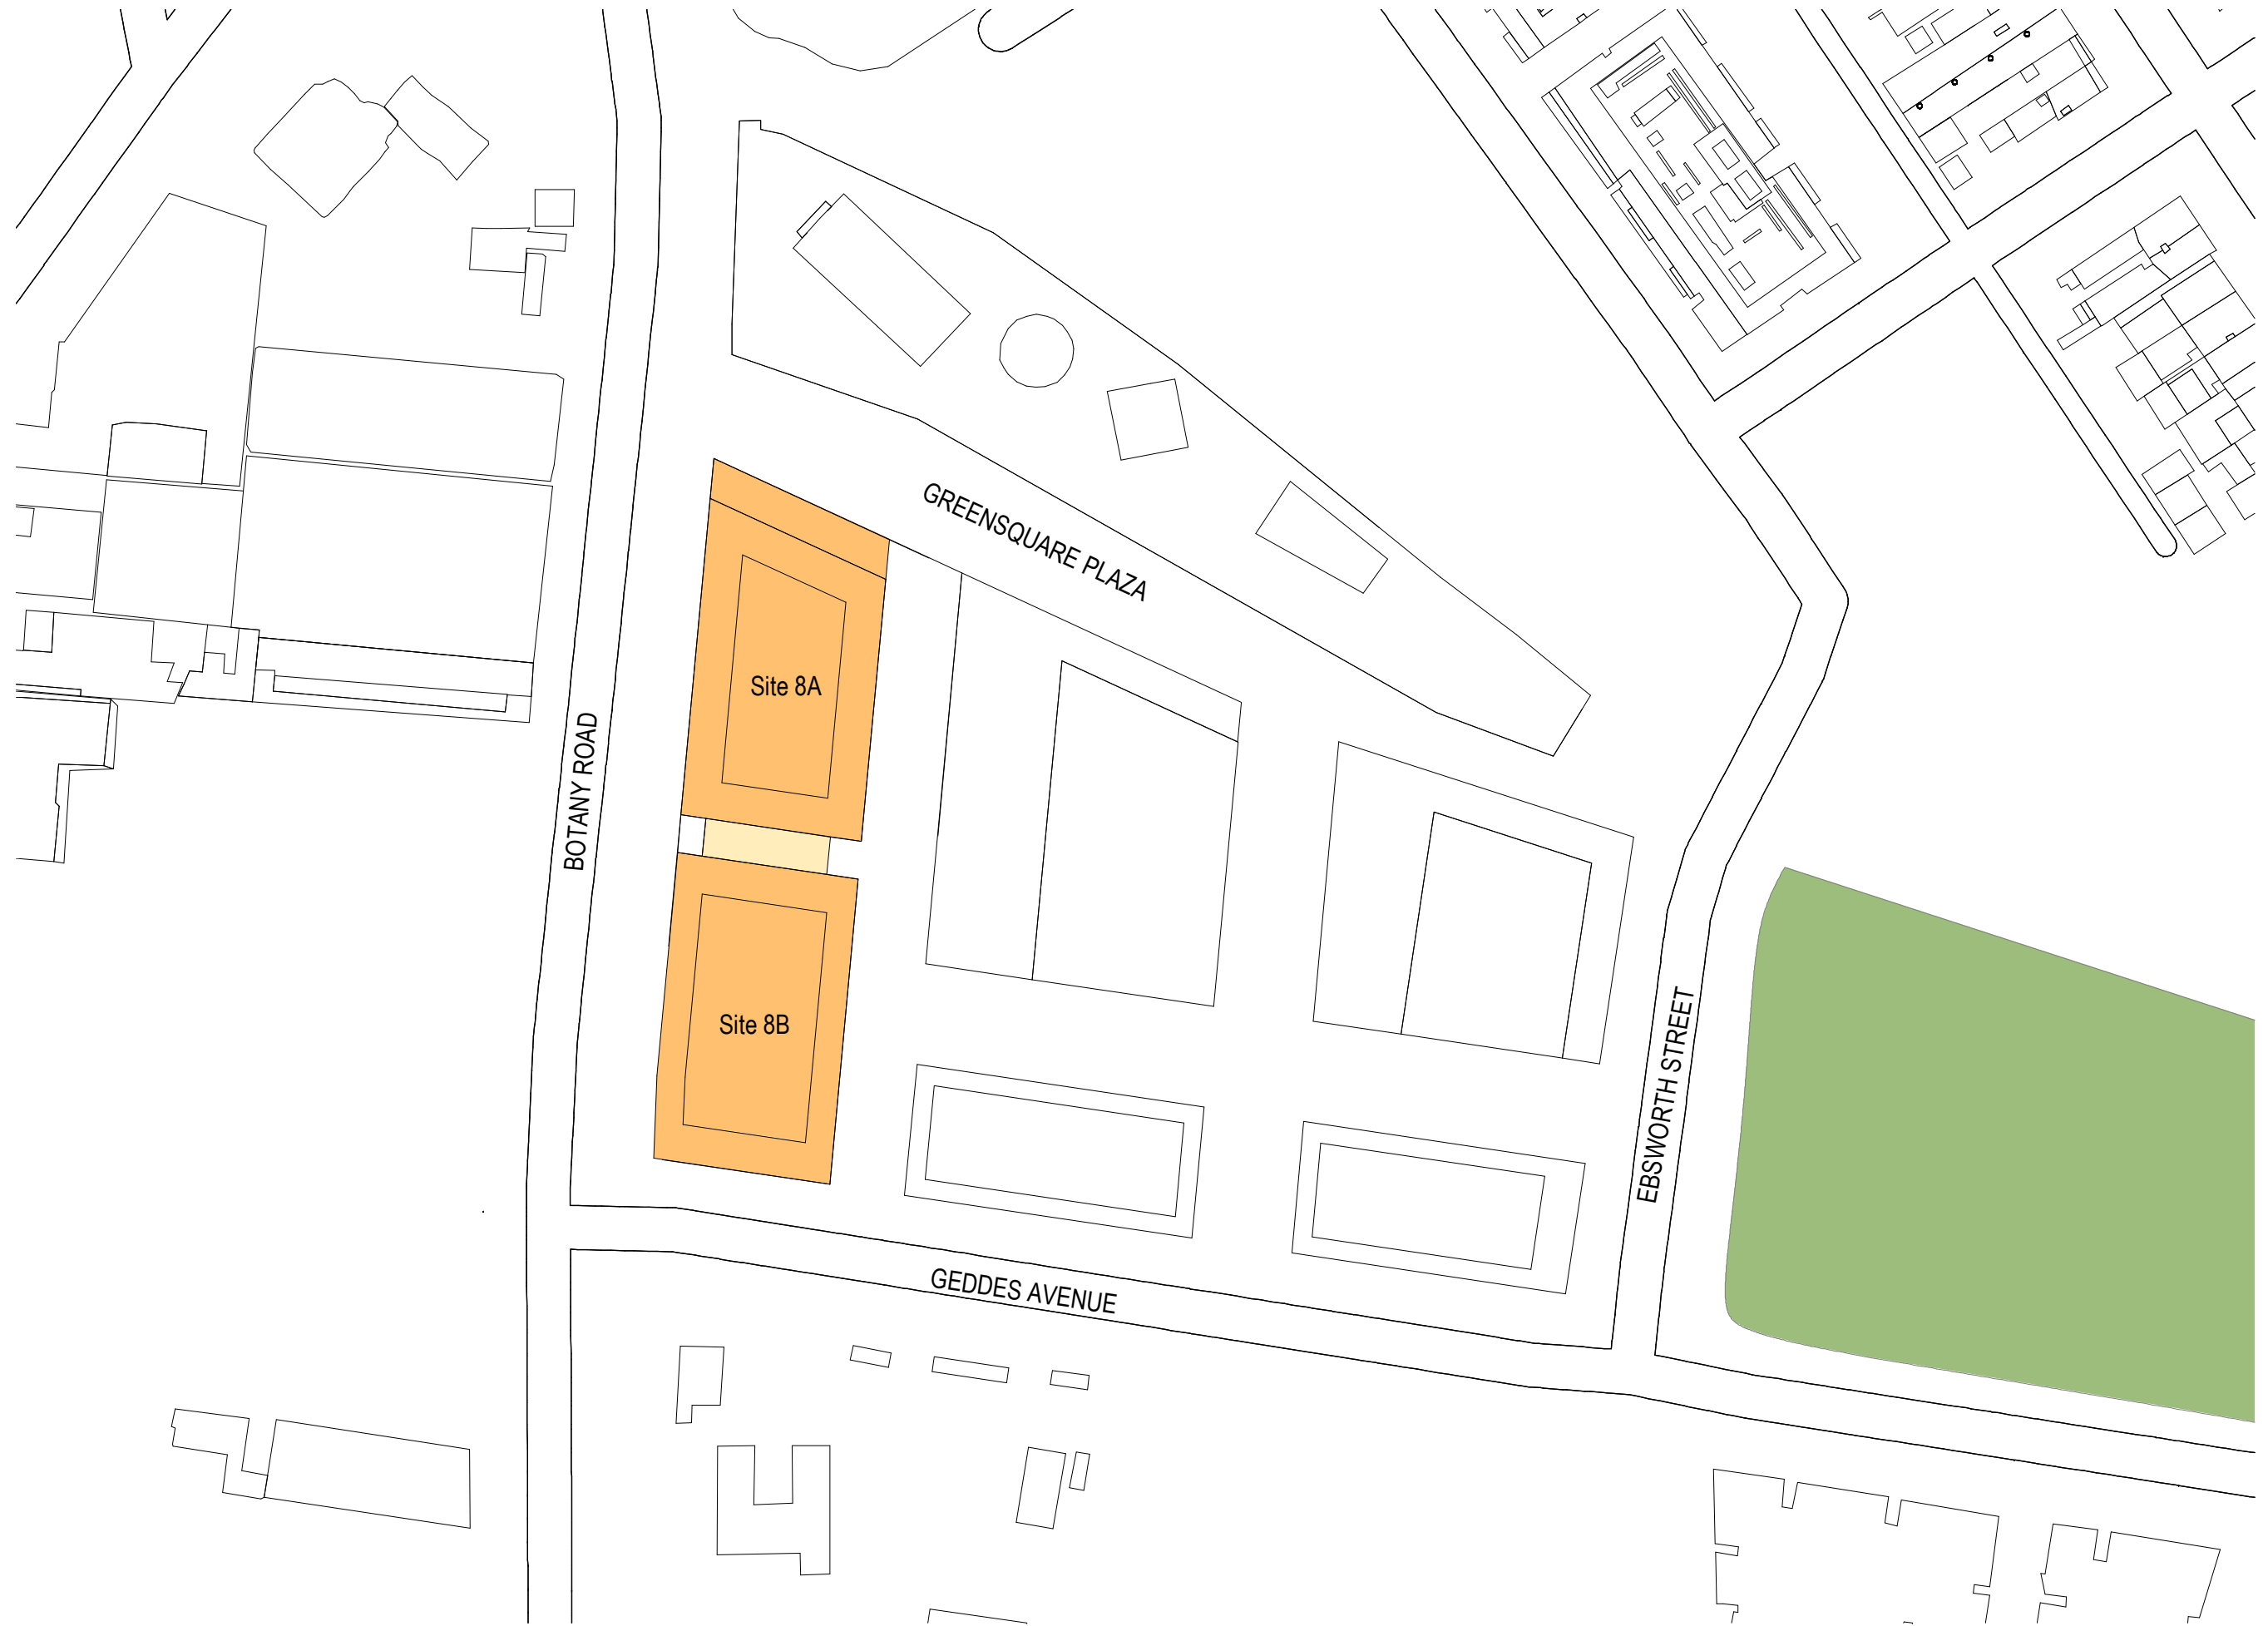 GREENSQUARE PLAZA
Site 8A
BOTANY ROAD
Site 8B
EBSWORTH STREET
GEDDES AVENUE